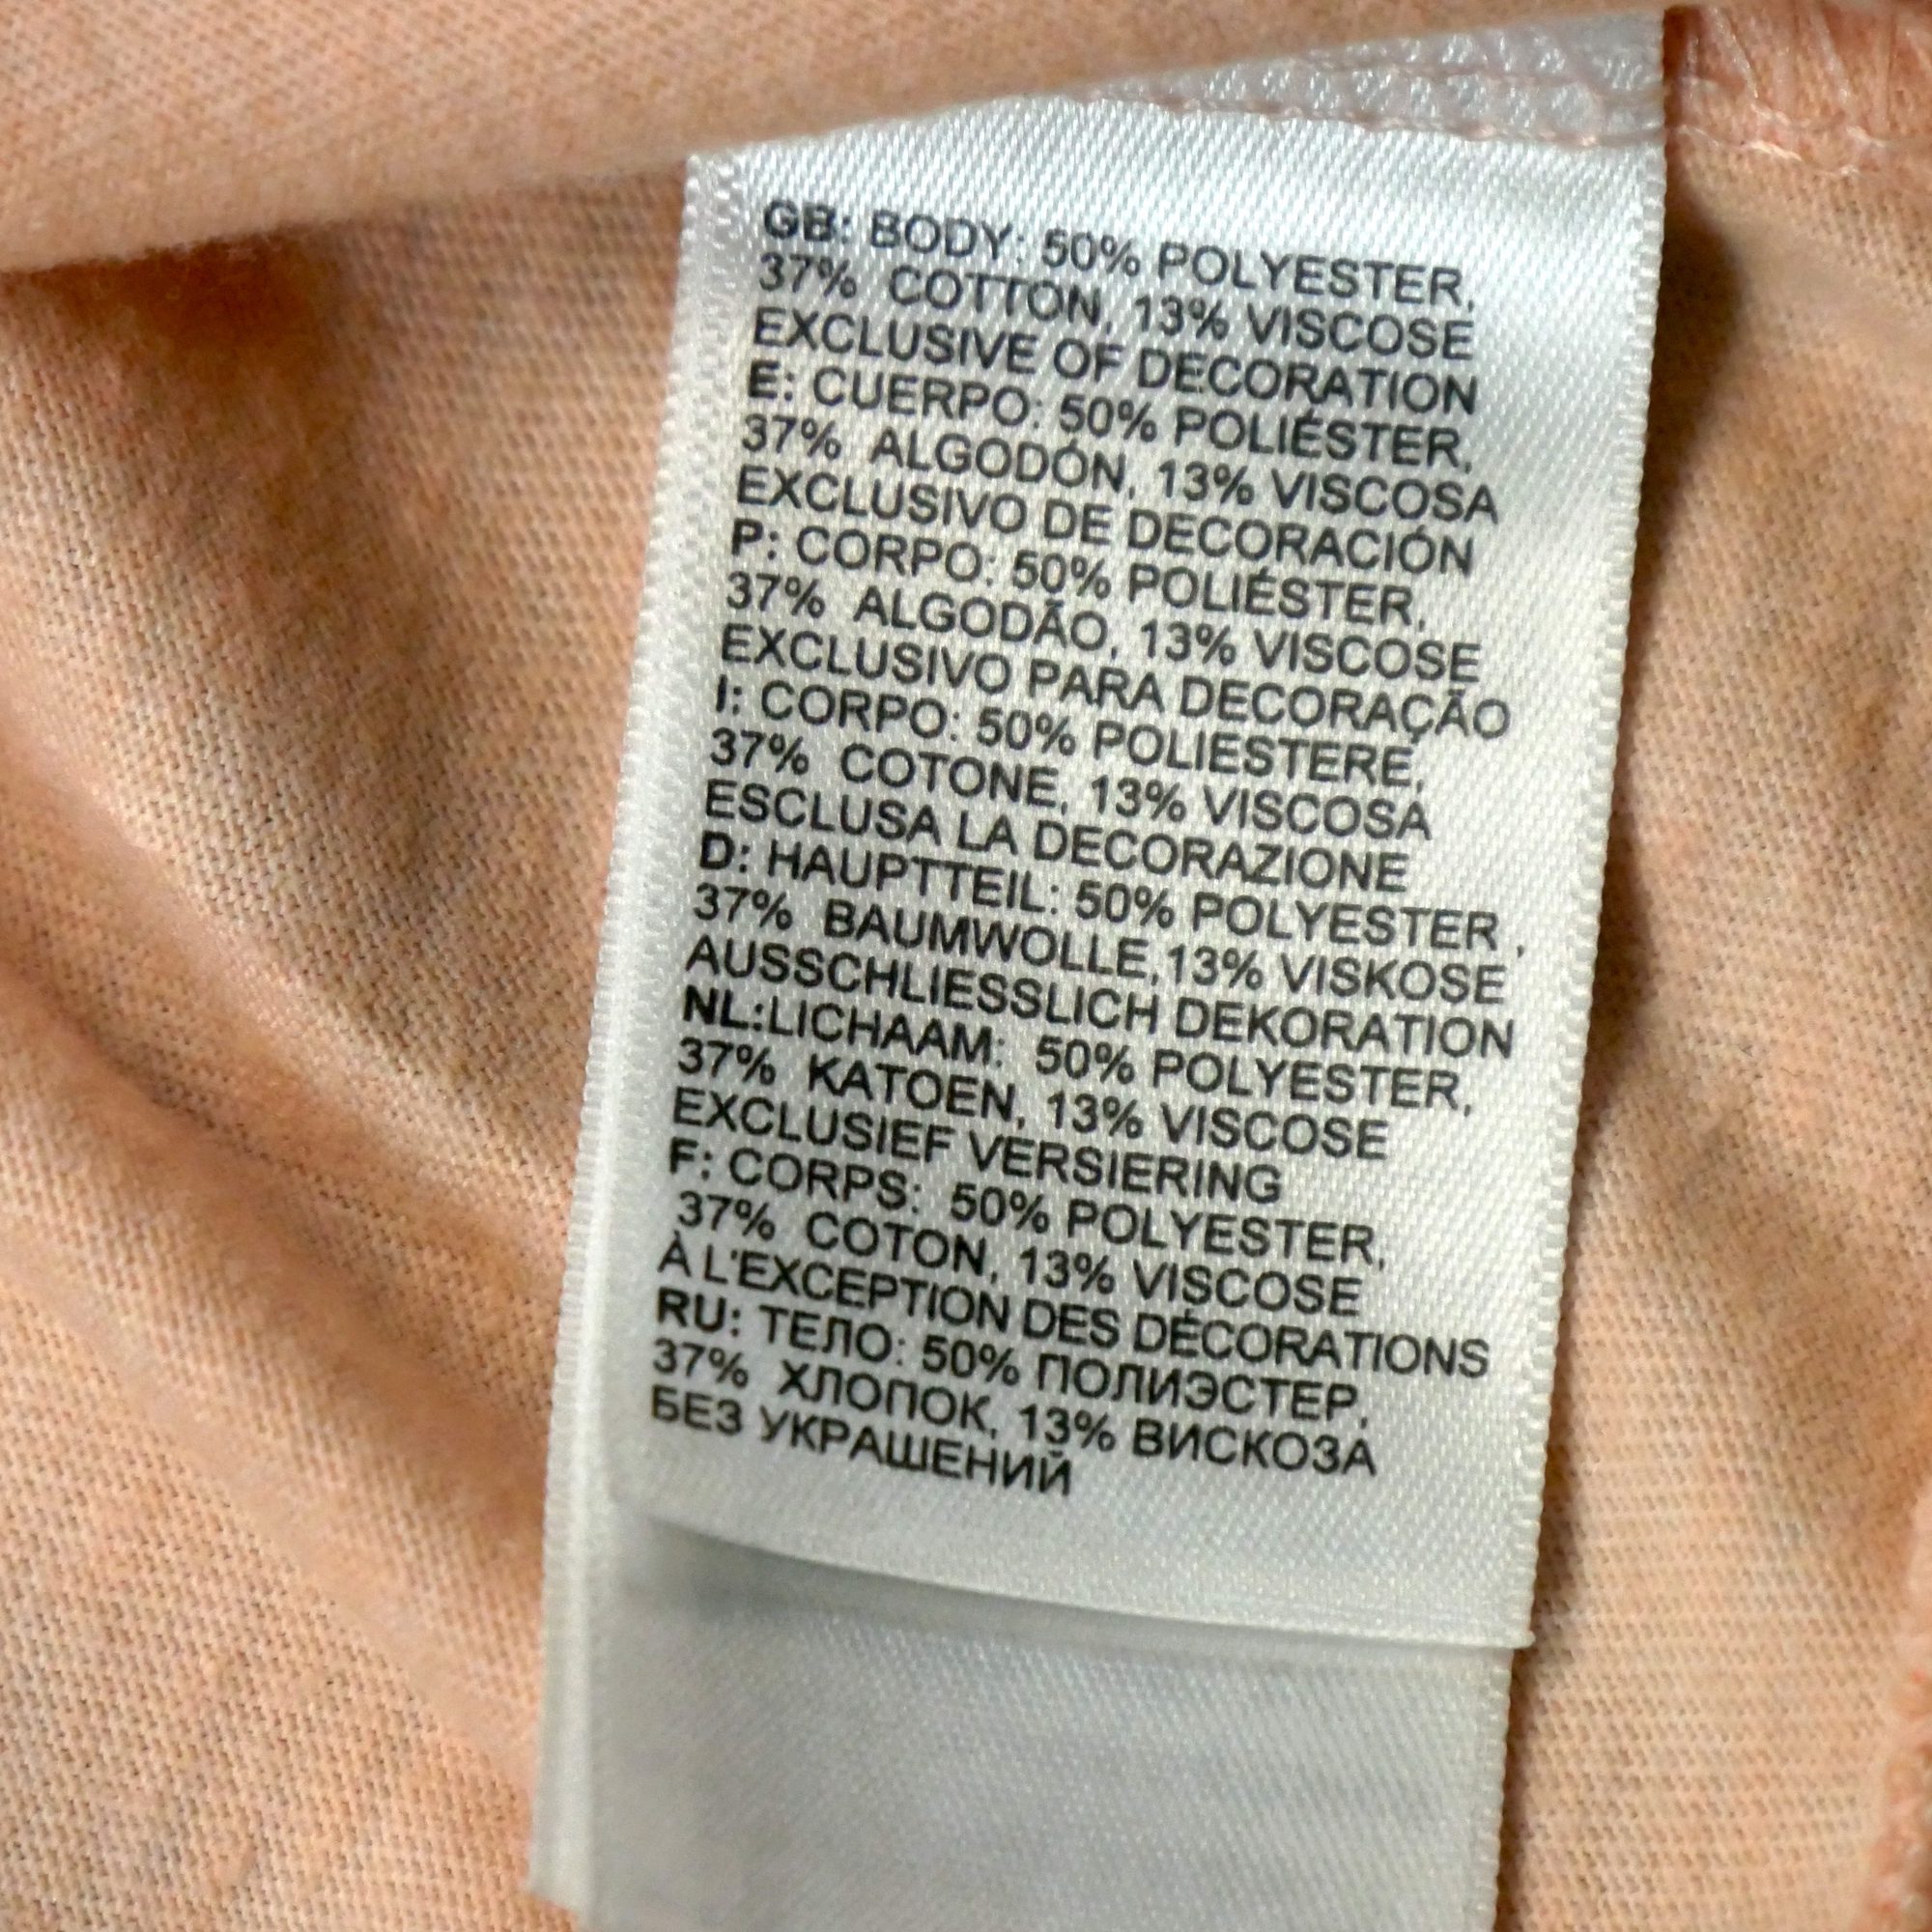 GB: BODY: 50% POLYESTER,
37% COTTON, 13% VISCOSE
EXCLUSIVE OF DECORATION
E: CUERPO: 50% POLIÉSTER,
37% ALGODÓN, 13% VISCOSA
EXCLUSIVO DE DECORACIÓN
P: CORPO: 50% POLIÉSTER,
37% ALGODÃO, 13% VISCOSE
EXCLUSIVO PARA DECORAÇÃO
I: CORPO: 50% POLIESTERE,
37% COTONE, 13% VISCOSA
ESCLUSA LA DECORAZIONE
D: HAUPTTEIL: 50% POLYESTER ,
37% BAUMWOLLE,13% VISKOSE
AUSSCHLIESSLICH DEKORATION
NL:LICHAAM: 50% POLYESTER,
37% KATOEN, 13% VISCOSE
EXCLUSIEF VERSIERING
F: CORPS: 50% POLYESTER,
37% COTON, 13% VISCOSE
À L'EXCEPTION DES DÉCORATIONS
RU: ТЕЛО: 50% ПОЛИЭСТЕР,
37% ХЛОПОК, 13% ВИСКОЗА
БЕЗ УКРАШЕНИЙ